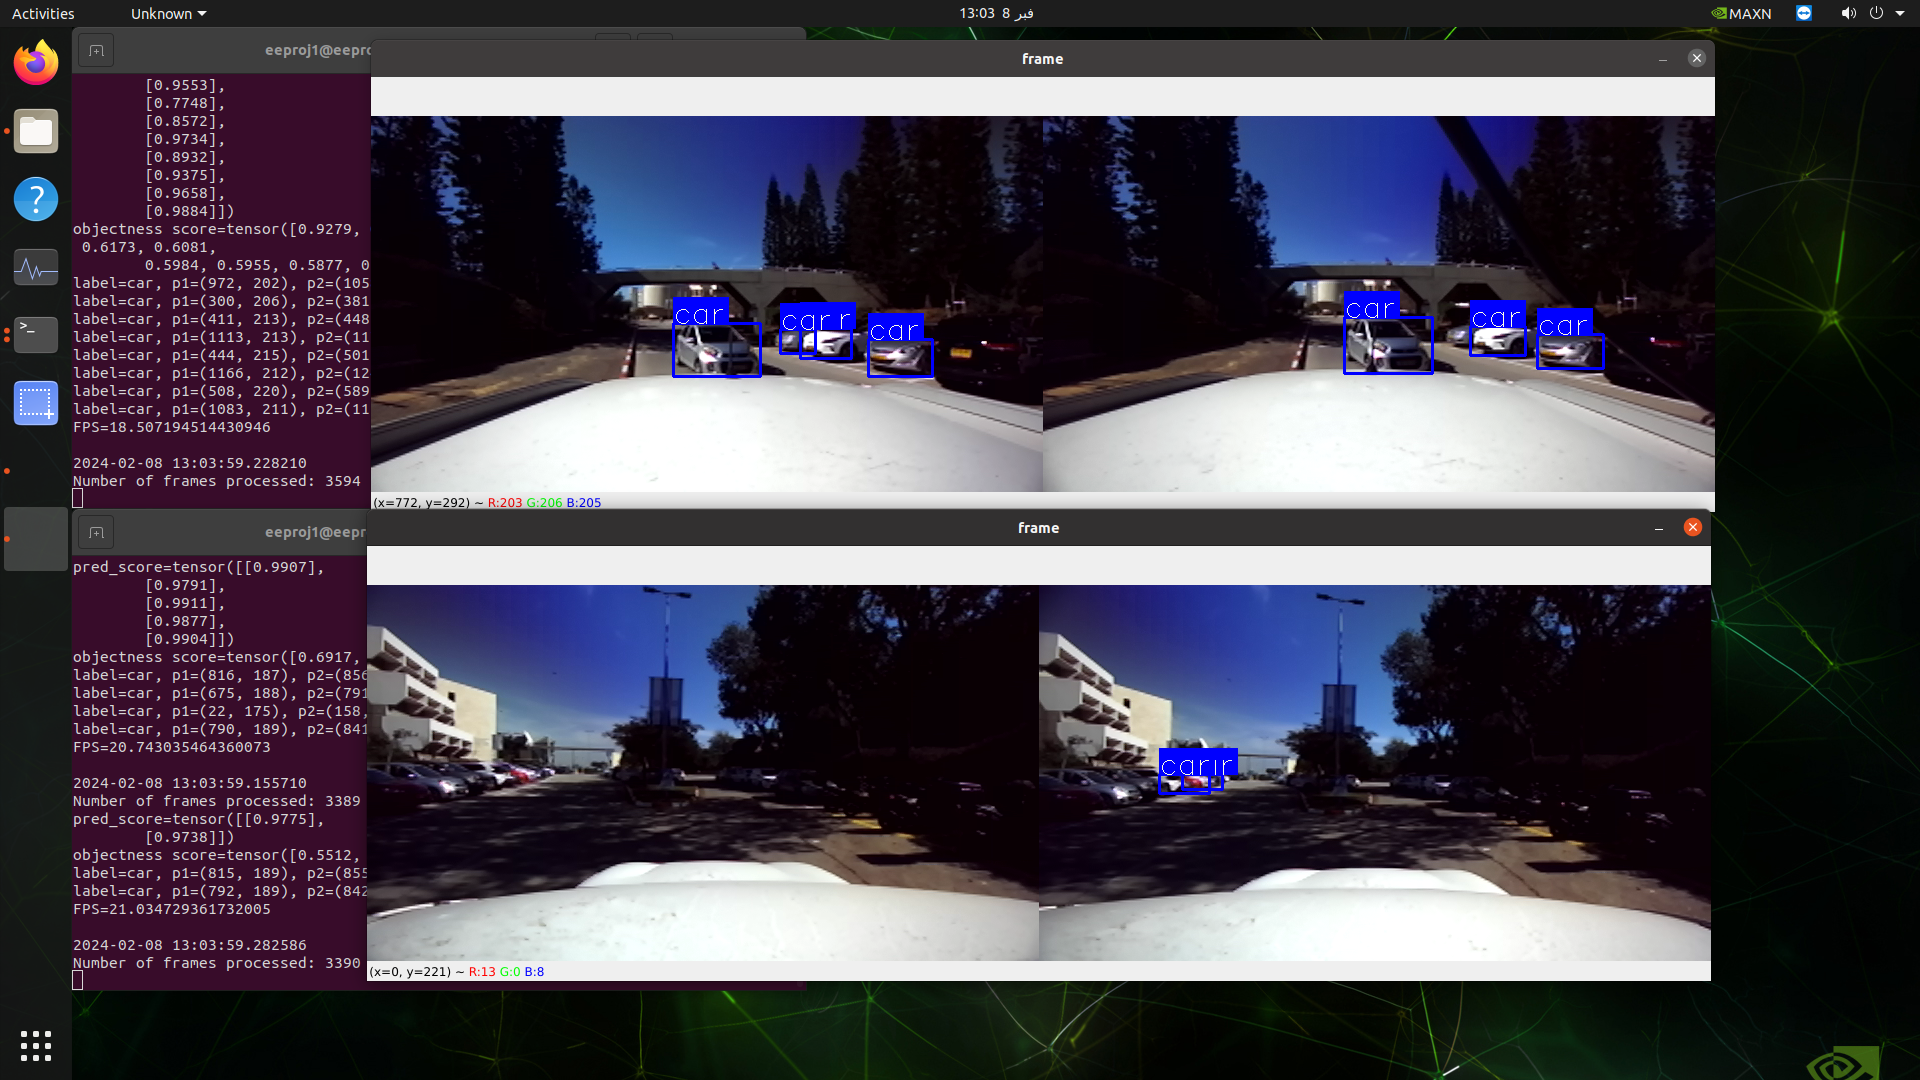 Activities
Unknown
13:03 8 فبر
MAXN
eeproj1@eepro
frame
[0.9553],
[0.7748],
[0.8572],
[0.9734],
[0.8932],
[0.9375],
[0.9658],
[0.9884]])
objectness score=tensor([0.9279,
0.6173, 0.6081,
0.5984, 0.5955, 0.5877, 0
label=car, p1=(972, 202), p2=(105
label=car, p1=(300, 206), p2=(381
label=car, p1=(411, 213), p2=(448
label=car, p1=(1113, 213), p2=(11
label=car, p1=(444, 215), p2=(501
label=car, p1=(1166, 212), p2=(12
label=car, p1=(508, 220), p2=(589
label=car, p1=(1083, 211), p2=(11
FPS=18.507194514430946
2024-02-08 13:03:59.228210
Number of frames processed: 3594
car
car r
car
car
car
car
(x=772, y=292) ~ R:203 G:206 B:205
eeproj1@eepr
frame
pred_score=tensor([[0.9907],
[0.9791],
[0.9911],
[0.9877],
[0.9904]])
objectness score=tensor([0.6917,
label=car, p1=(816, 187), p2=(856
label=car, p1=(675, 188), p2=(791
label=car, p1=(22, 175), p2=(158,
label=car, p1=(790, 189), p2=(841
FPS=20.743035464360073
2024-02-08 13:03:59.155710
Number of frames processed: 3389
pred_score=tensor([[0.9775],
[0.9738]])
objectness score=tensor([0.5512,
label=car, p1=(815, 189), p2=(855
label=car, p1=(792, 189), p2=(842
FPS=21.034729361732005
2024-02-08 13:03:59.282586
Number of frames processed: 3390
car
(x=0, y=221) ~ R:13 G:0 B:8